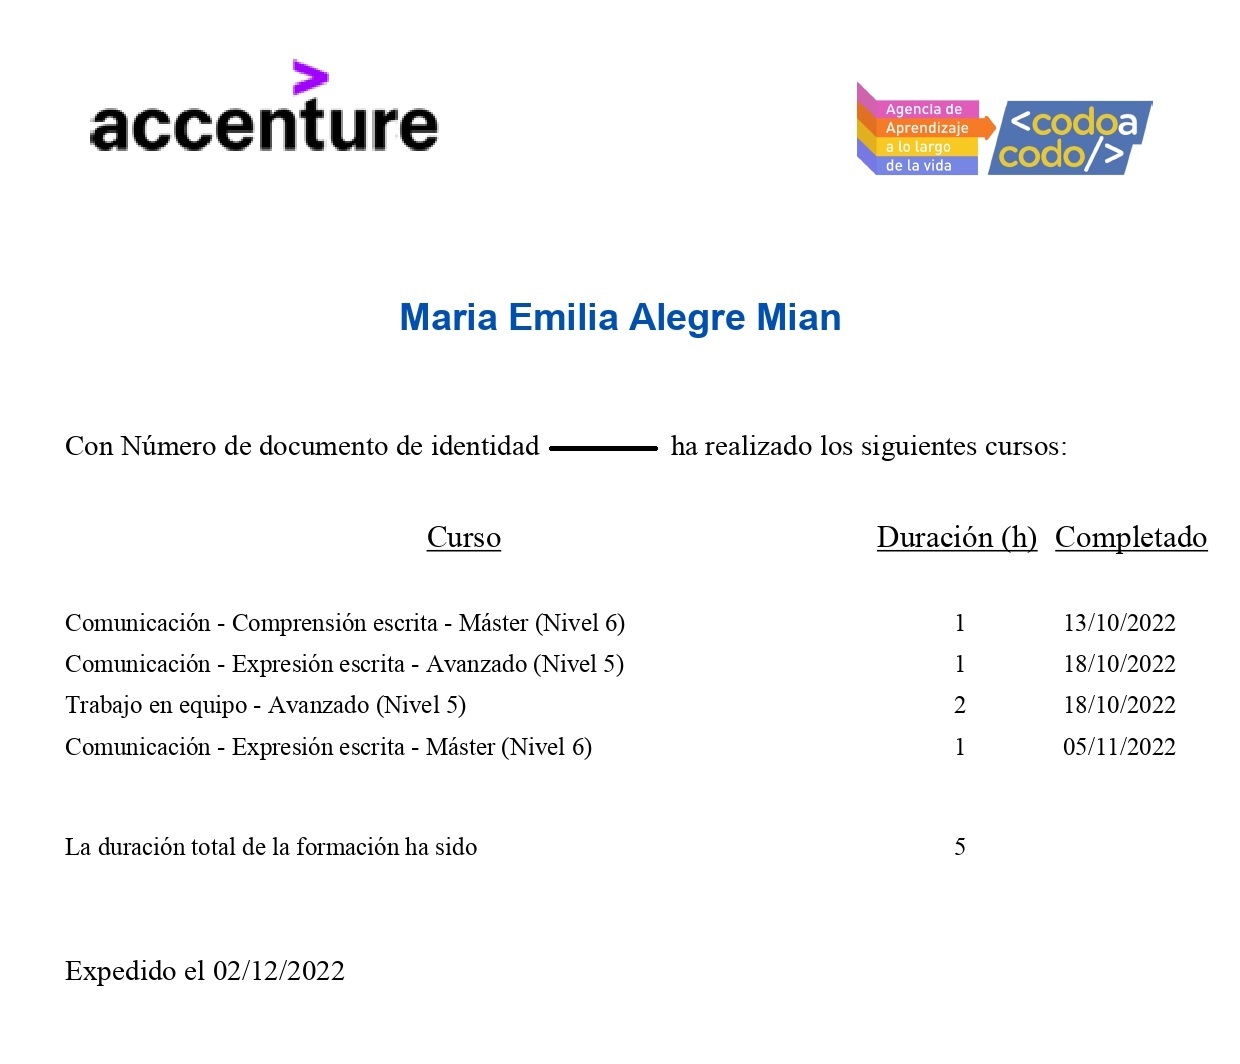 accenture
Agencia de
Aprendizaje
a lo largo
de la vida
<codoa
codo/>
Maria Emilia Alegre Mian
Con Número de documento de identidad ha realizado los siguientes cursos:
Curso Duración (h) Completado
Comunicación - Comprensión escrita - Máster (Nivel 6) 1 13/10/2022
Comunicación - Expresión escrita - Avanzado (Nivel 5) 1 18/10/2022
Trabajo en equipo - Avanzado (Nivel 5) 2 18/10/2022
Comunicación - Expresión escrita - Máster (Nivel 6) 1 05/11/2022
La duración total de la formación ha sido 5
Expedido el 02/12/2022